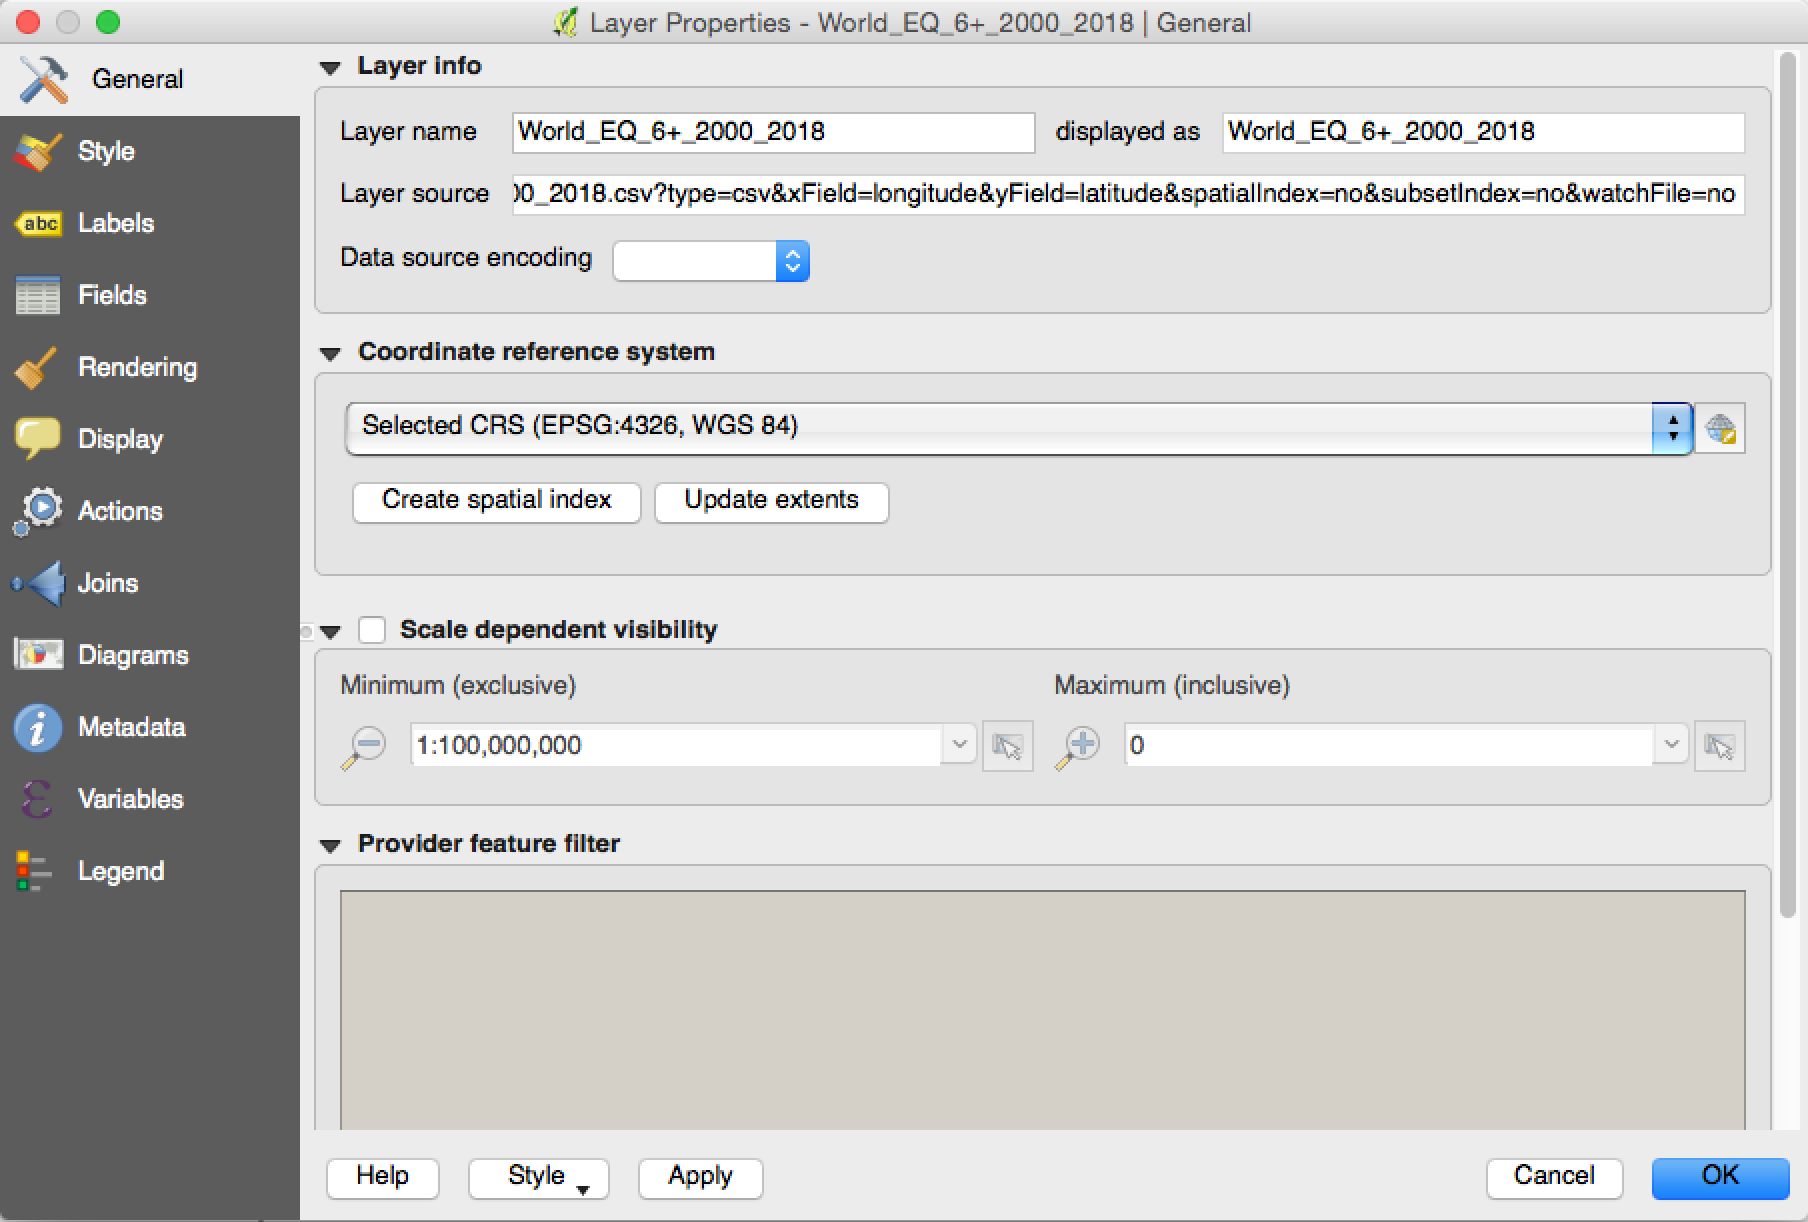 Layer Properties - World_EQ_6+_2000_2018 | General
General
Style
abc Labels
Fields
Rendering
Display
Actions
Joins
Diagrams
Metadata
Variables
Legend
Layer info
Layer name World_EQ_6+_2000_2018 displayed as World_EQ_6+_2000_2018
Layer source 00_2018.csv?type=csv&xField=longitude&yField=latitude&spatialIndex=no&subsetIndex=no&watchFile=no
Data source encoding
Coordinate reference system
Selected CRS (EPSG:4326, WGS 84)
Create spatial index Update extents
Scale dependent visibility
Minimum (exclusive) Maximum (inclusive)
1:100,000,000 0
Provider feature filter
Help Style Apply Cancel OK